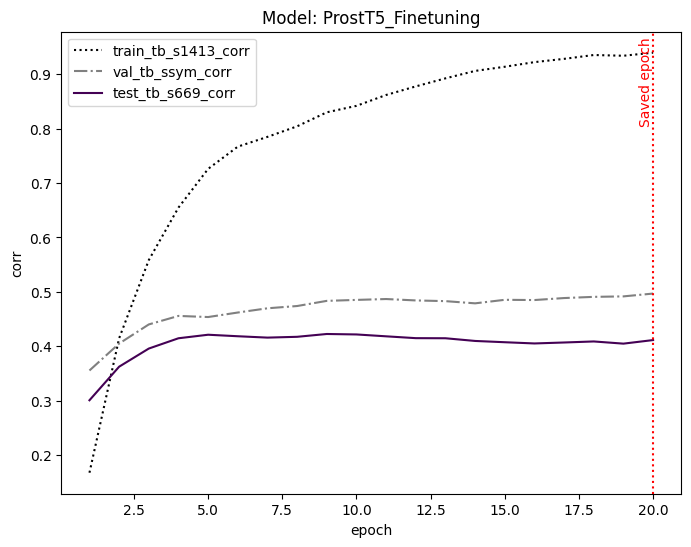 Model: ProstT5_Finetuning
train_tb_s1413_corr
val_tb_ssym_corr
test_tb_s669_corr
Saved epoch
corr
0.9
0.8
0.7
0.6
0.5
0.4
0.3
0.2
2.5 5.0 7.5 10.0 12.5 15.0 17.5 20.0
epoch